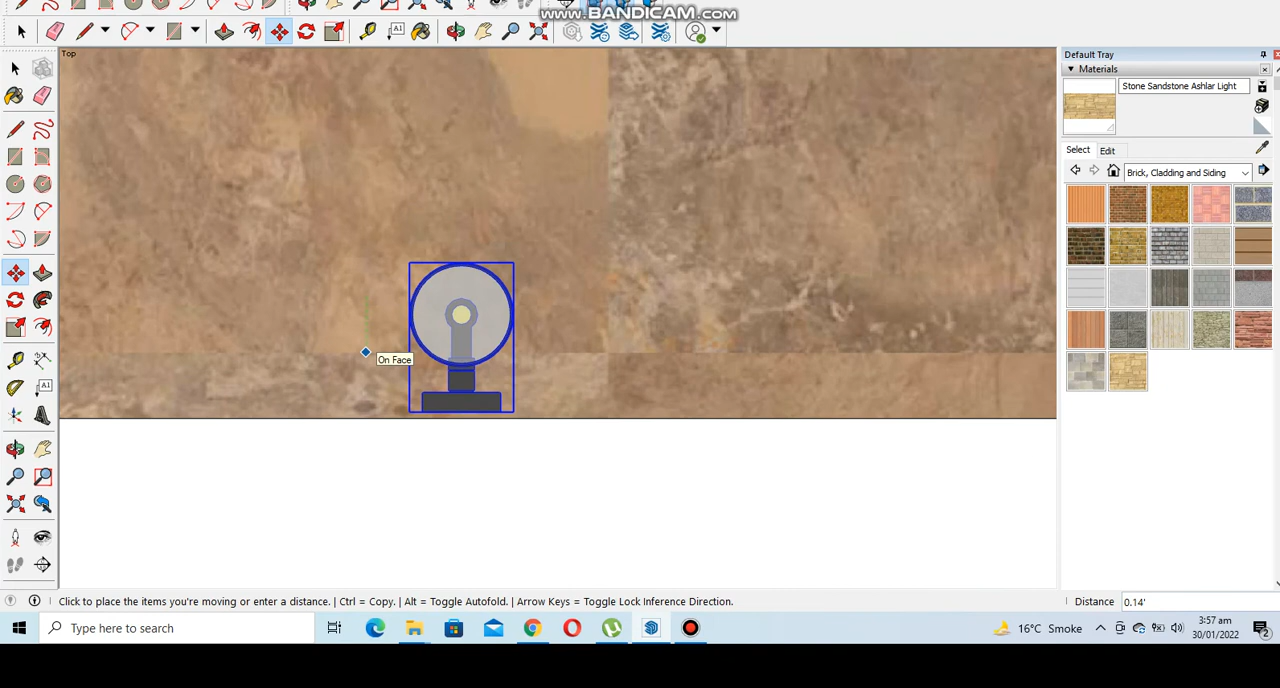 www.BANDICAM.com
Top
Default Tray
Materials
Stone Sandstone Ashlar Light
Select
Edit
Brick, Cladding and Siding
On Face
Click to place the items you're moving or enter a distance. | Ctrl = Copy. | Alt = Toggle Autofold. | Arrow Keys = Toggle Lock Inference Direction.
Distance
0.14'
Type here to search
16°C Smoke
3:57 am
30/01/2022
2